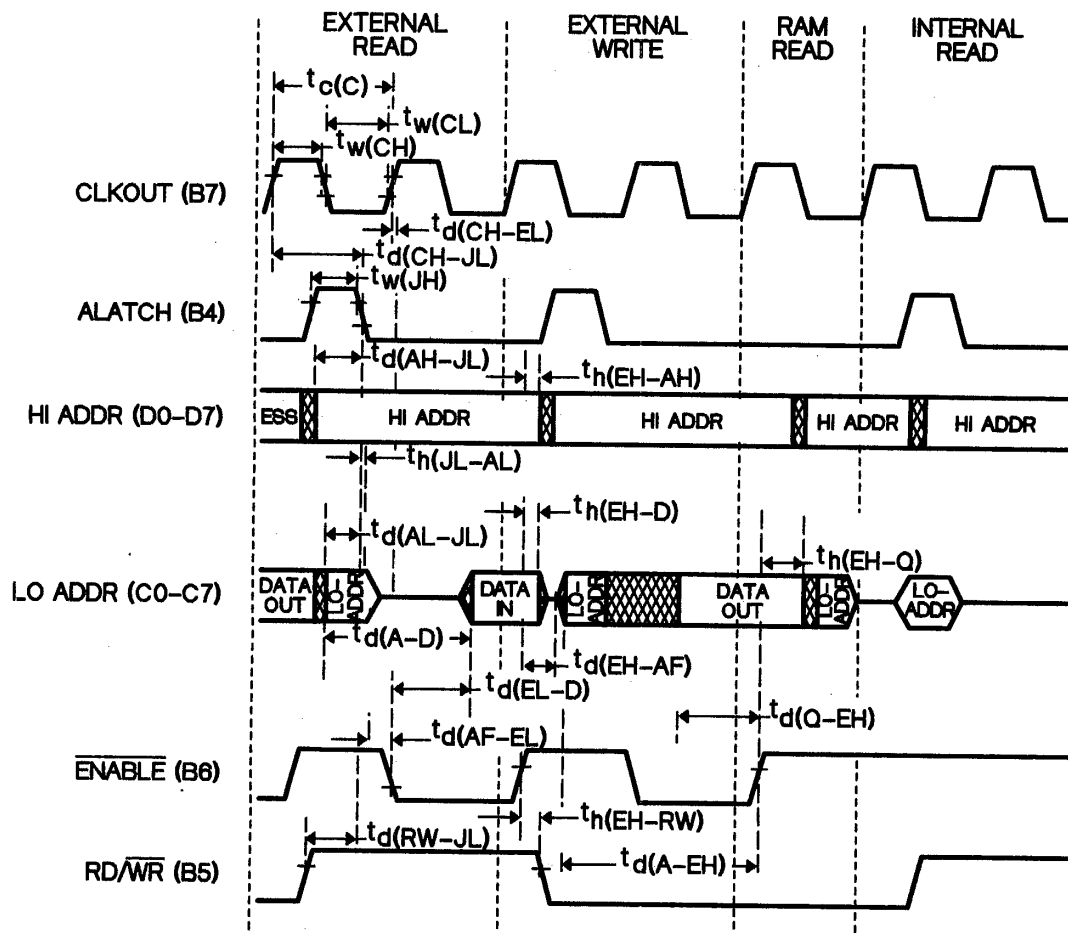 EXTERNAL READ
EXTERNAL WRITE
RAM READ
INTERNAL READ
tc(C)
tw(CL)
tw(CH)
CLKOUT (B7)
td(CH-EL)
td(CH-JL)
tw(JH)
ALATCH (B4)
td(AH-JL)
th(EH-AH)
HI ADDR (D0-D7)
ESS
HI ADDR
HI ADDR
HI ADDR
HI ADDR
th(JL-AL)
th(EH-D)
td(AL-JL)
th(EH-Q)
LO ADDR (C0-C7)
DATA OUT
LO-ADDR
DATA IN
LO-ADDR
DATA OUT
LO-ADDR
LO-ADDR
td(A-D)
td(EH-AF)
td(EL-D)
td(Q-EH)
td(AF-EL)
ENABLE (B6)
th(EH-RW)
td(RW-JL)
td(A-EH)
RD/WR (B5)